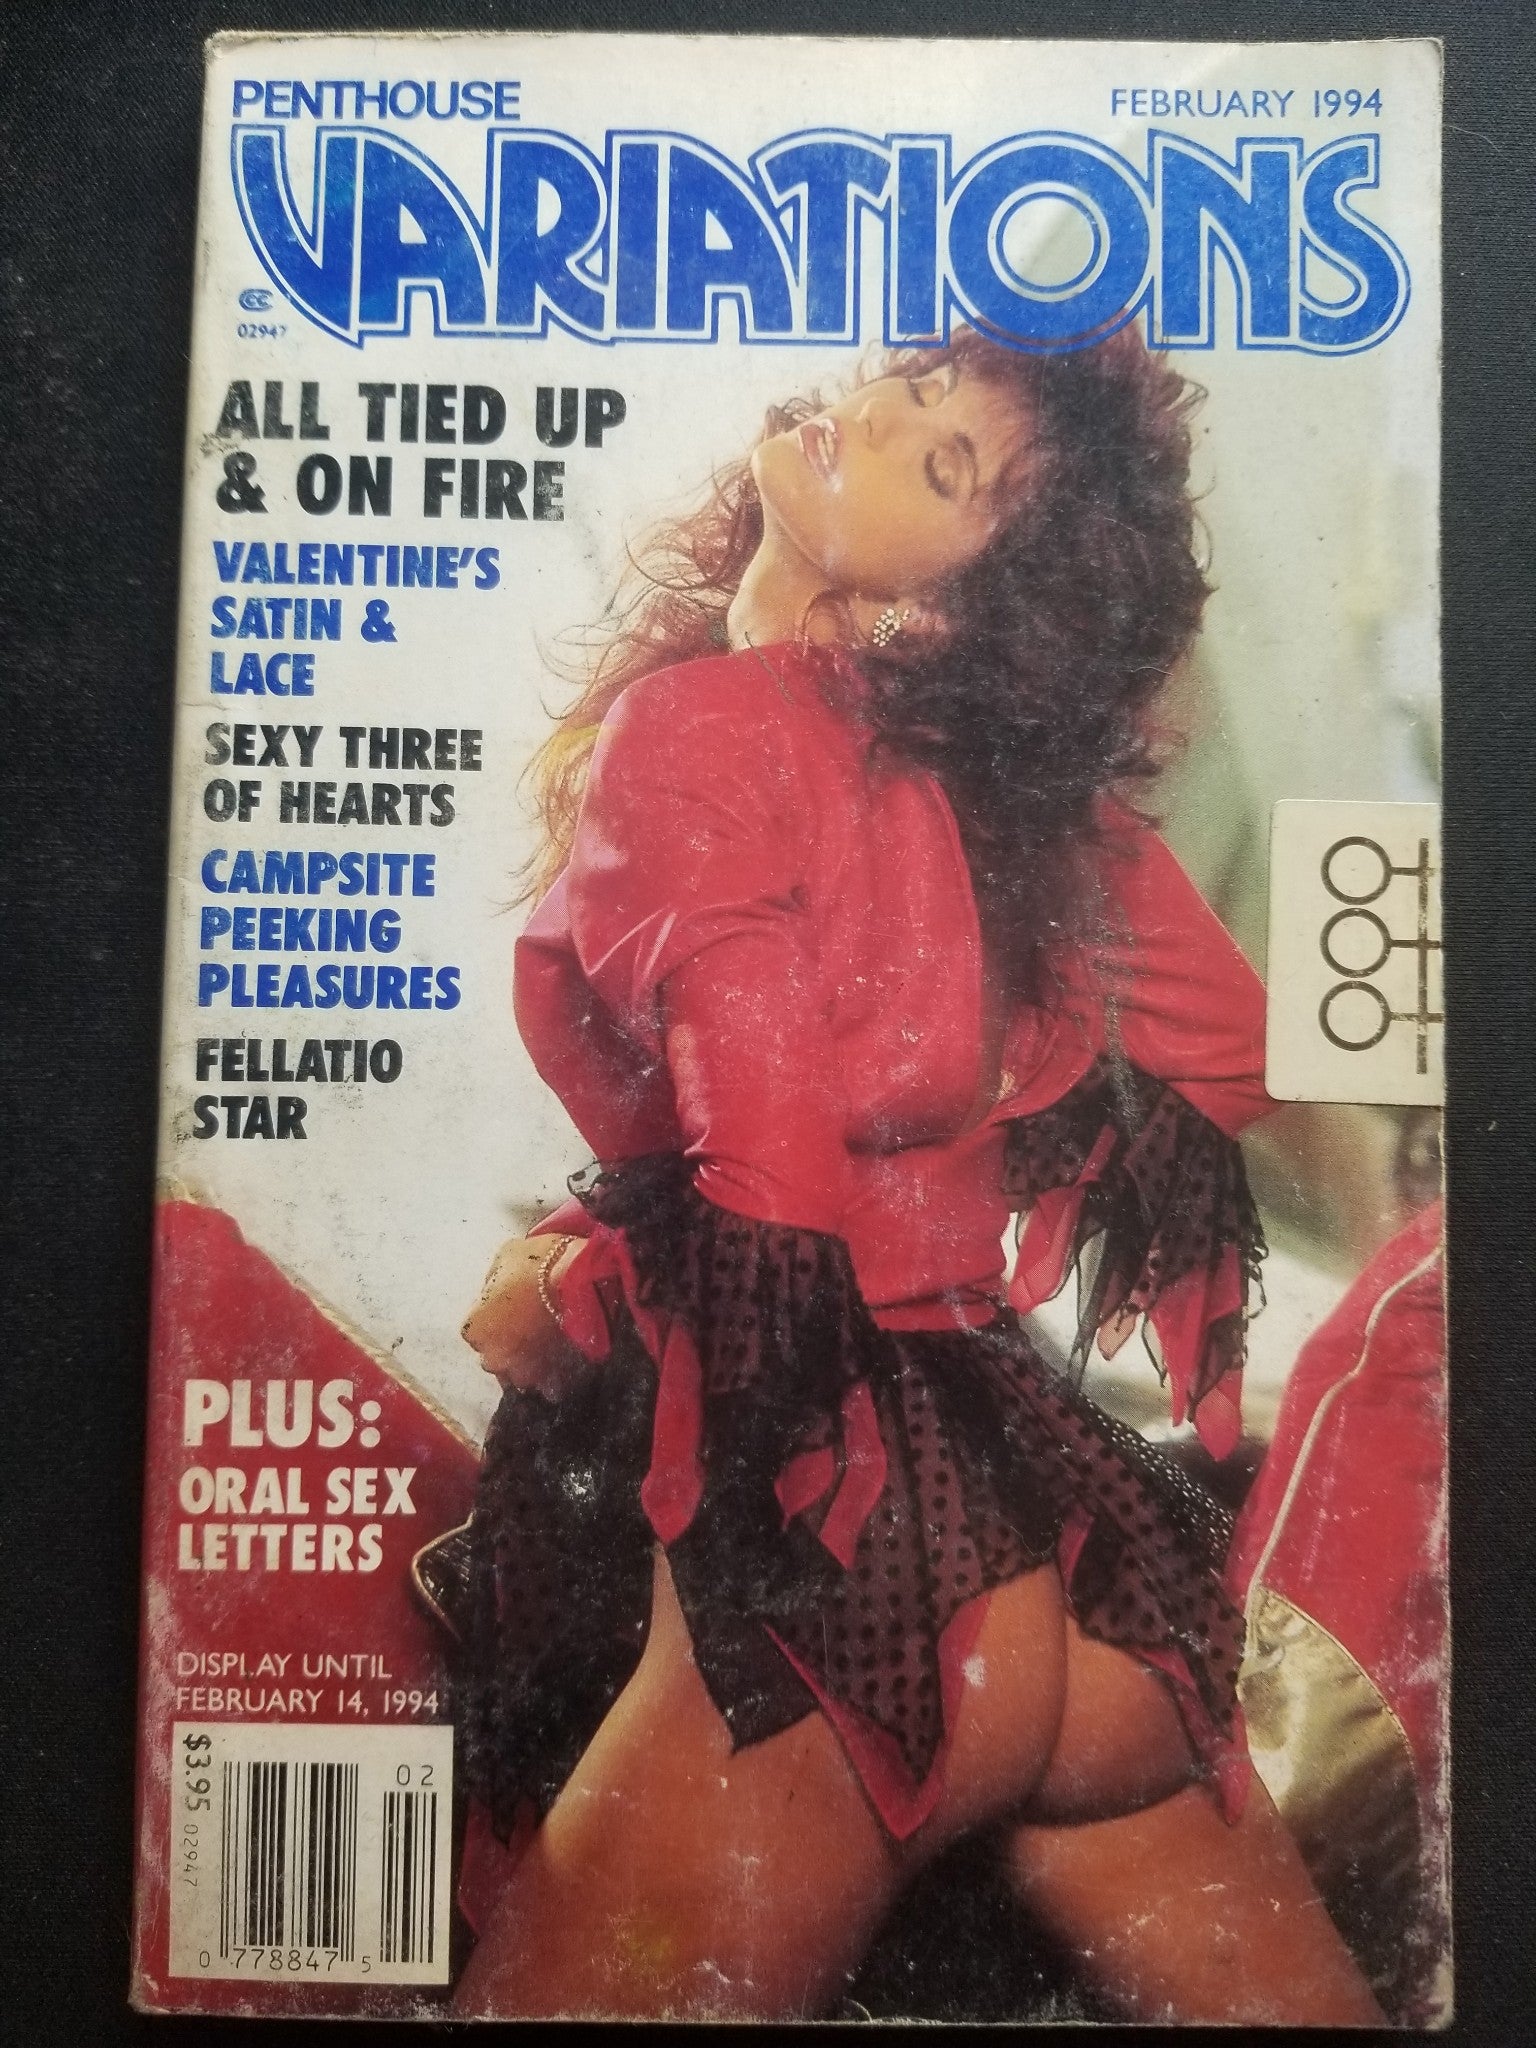 PENTHOUSE
FEBRUARY 1994
VARIATIONS
CCC
02947
ALL TIED UP
& ON FIRE
VALENTINE'S
SATIN &
LACE
SEXY THREE
OF HEARTS
CAMPSITE
PEEKING
PLEASURES
FELLATIO
STAR
PLUS:
ORAL SEX
LETTERS
DISPLAY UNTIL
FEBRUARY 14, 1994
$3.95 02947
02
0 778847 5